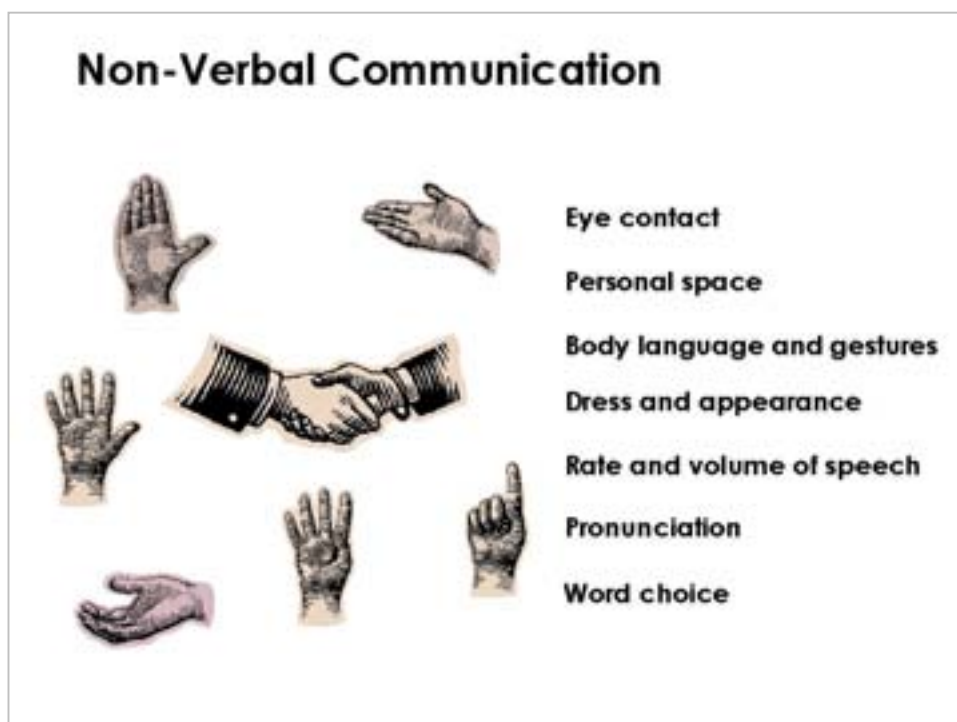 Non-Verbal Communication
Eye contact
Personal space
Body language and gestures
Dress and appearance
Rate and volume of speech
Pronunciation
Word choice